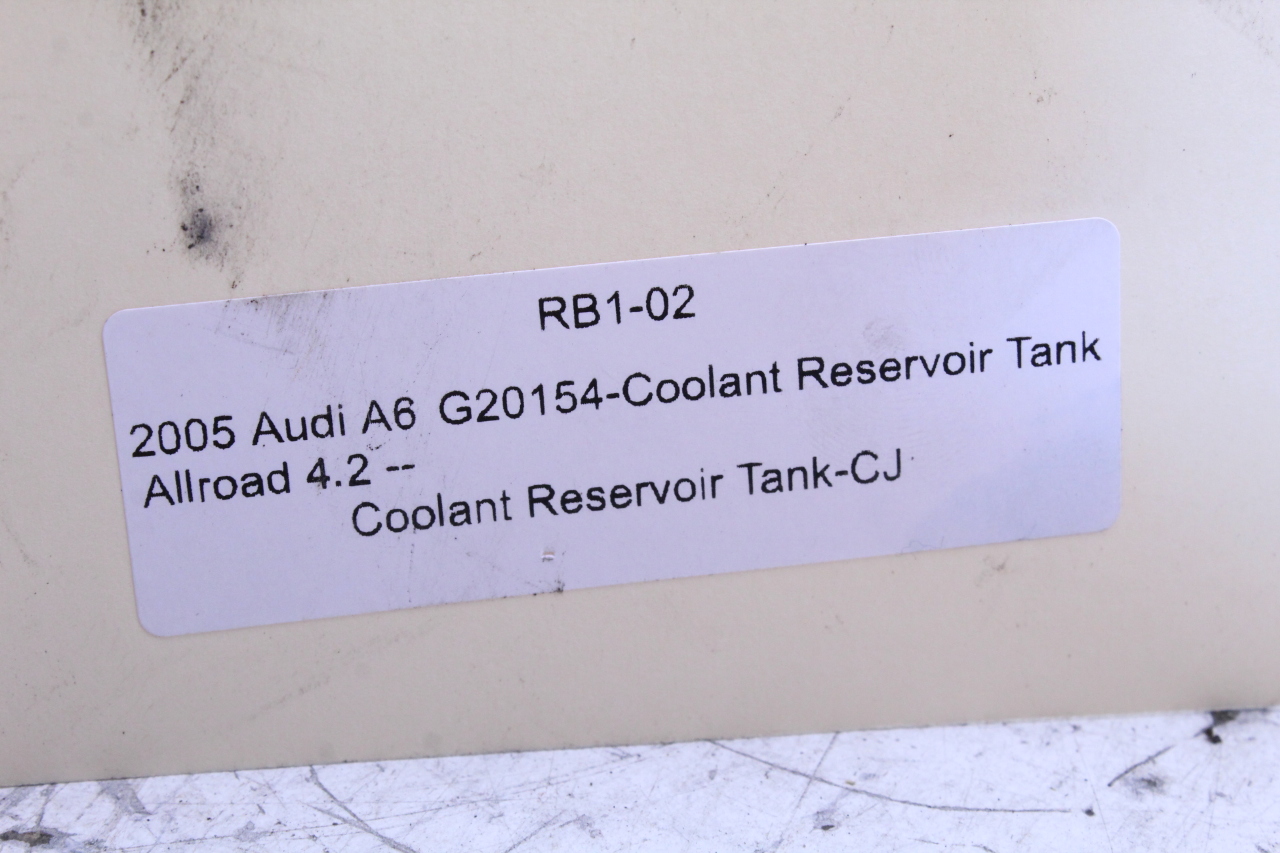 RB1-02
2005 Audi A6 G20154-Coolant Reservoir Tank
Allroad 4.2 --
Coolant Reservoir Tank-CJ